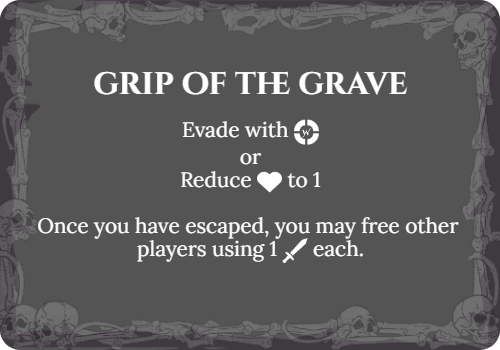 GRIP OF THE GRAVE
Evade with W
or
Reduce to 1
Once you have escaped, you may free other
players using 1 each.